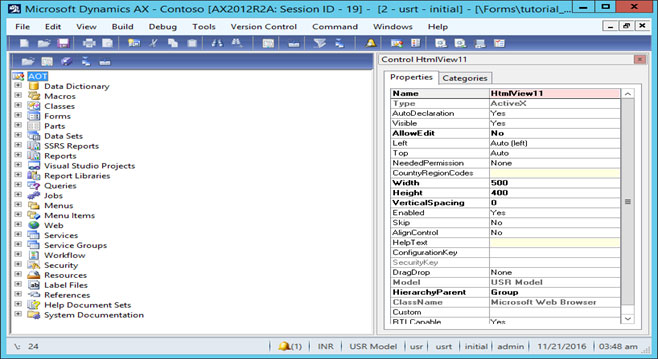 Microsoft Dynamics AX - Contoso [AX2012R2A: Session ID - 19] - [2 - usrt - initial] - [\Forms\tutorial_...
File Edit View Build Debug Tools Version Control Command Windows Help
AOT
Data Dictionary
Macros
Classes
Forms
Parts
Data Sets
SSRS Reports
Reports
Visual Studio Projects
Report Libraries
Queries
Jobs
Menus
Menu Items
Web
Services
Service Groups
Workflow
Security
Resources
Label Files
References
Help Document Sets
System Documentation
Control HtmlView11
Properties Categories
Name HtmlView11
Type ActiveX
AutoDeclaration Yes
Visible Yes
AllowEdit No
Left Auto (left)
Top Auto
NeededPermission None
CountryRegionCodes
Width 500
Height 400
VerticalSpacing 0
Enabled Yes
Skip No
AlignControl No
HelpText
ConfigurationKey
SecurityKey
DragDrop None
Model USR Model
HierarchyParent Group
ClassName Microsoft Web Browser
Custom
RTLCapable Yes
\: 24 (1) INR USR Model usr usrt initial admin 11/21/2016 03:48 am